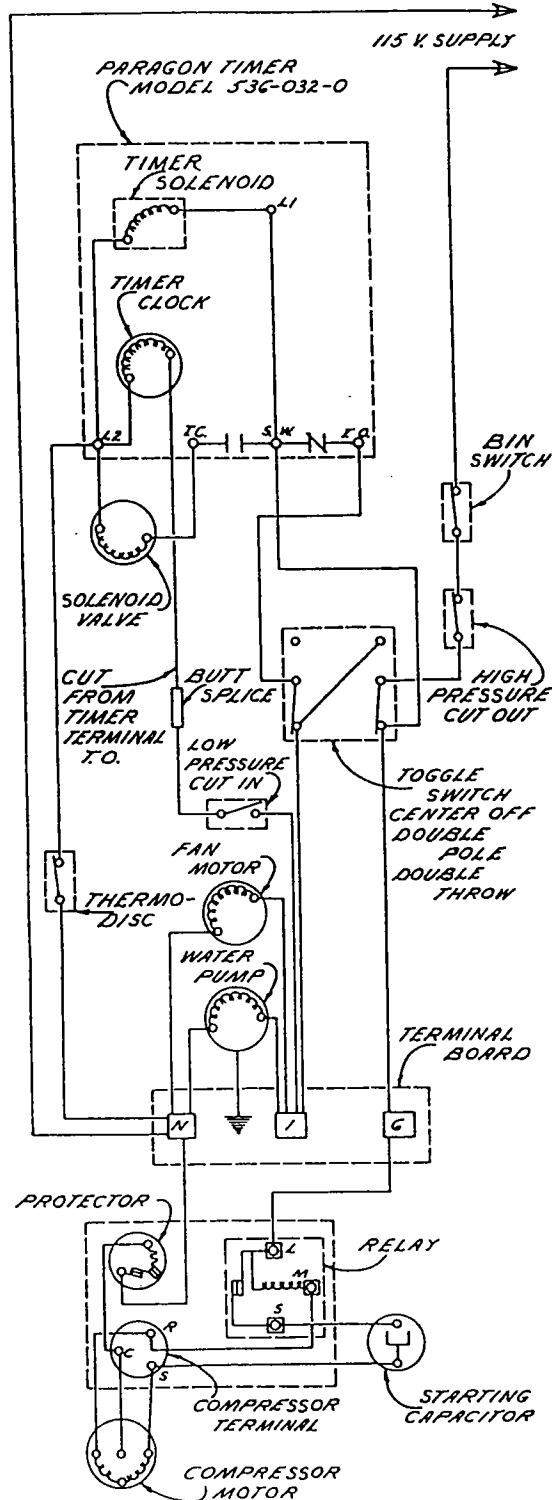 115 V. SUPPLY
PARAGON TIMER
MODEL 536-032-0
TIMER
SOLENOID
L1
TIMER
CLOCK
L2
T.C.
S.W.
T.O.
BIN
SWITCH
SOLENOID
VALVE
CUT
FROM
TIMER
TERMINAL
T.O.
BUTT
SPLICE
HIGH
PRESSURE
CUT OUT
LOW
PRESSURE
CUT IN
TOGGLE
SWITCH
CENTER OFF
DOUBLE
POLE
DOUBLE
THROW
FAN
MOTOR
THERMO-
DISC
WATER
PUMP
TERMINAL
BOARD
N
1
G
PROTECTOR
RELAY
L
M
S
R
C
S
COMPRESSOR
TERMINAL
STARTING
CAPACITOR
COMPRESSOR
MOTOR